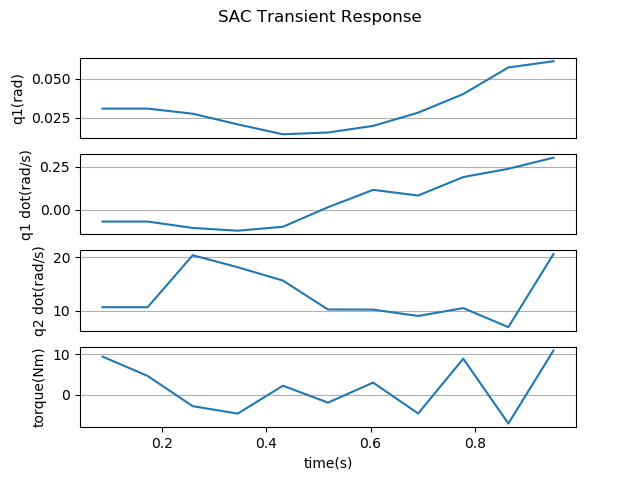 SAC Transient Response
q1(rad)
0.050
0.025
q1 dot(rad/s)
0.25
0.00
q2 dot(rad/s)
20
10
torque(Nm)
10
0
0.2 0.4 0.6 0.8
time(s)